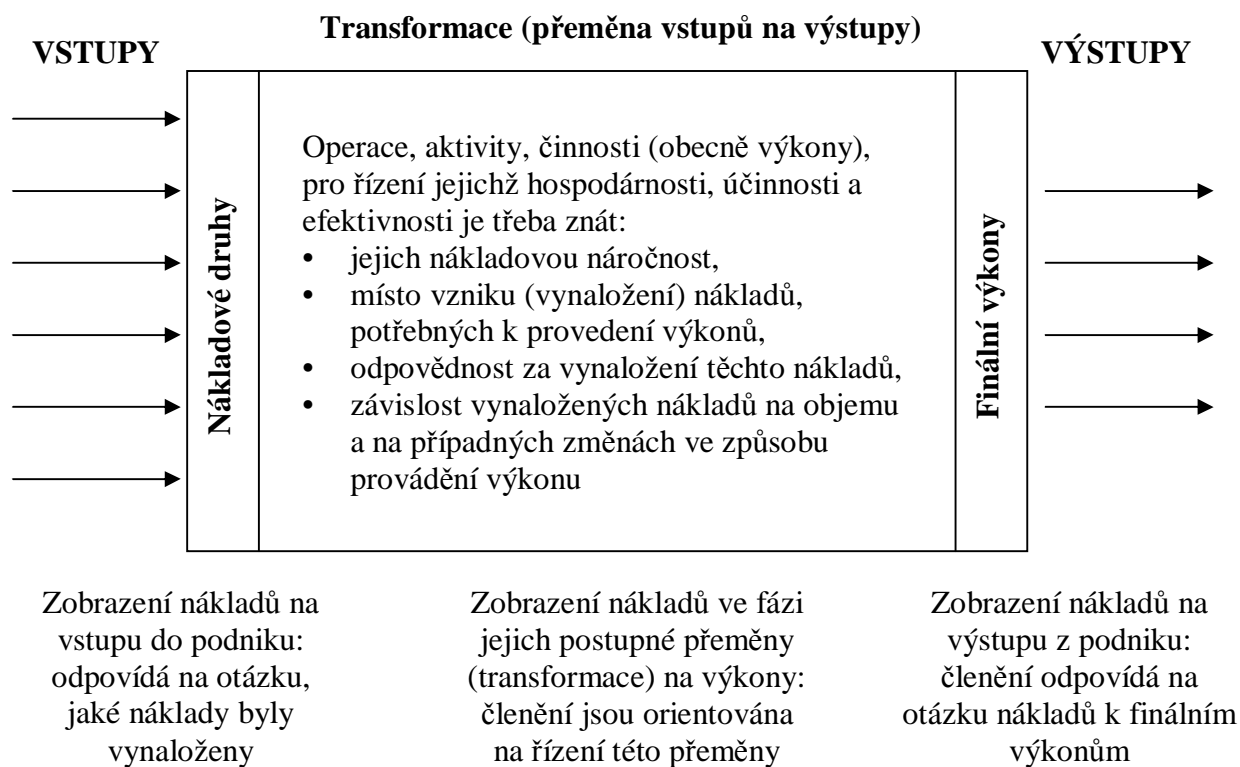 Transformace (přeměna vstupů na výstupy)
VSTUPY
VÝSTUPY
Nákladové druhy
Operace, aktivity, činnosti (obecně výkony),
pro řízení jejichž hospodárnosti, účinnosti a
efektivnosti je třeba znát:
• jejich nákladovou náročnost,
• místo vzniku (vynaložení) nákladů,
potřebných k provedení výkonů,
• odpovědnost za vynaložení těchto nákladů,
• závislost vynaložených nákladů na objemu
a na případných změnách ve způsobu
provádění výkonu
Finální výkony
Zobrazení nákladů na
vstupu do podniku:
odpovídá na otázku,
jaké náklady byly
vynaloženy
Zobrazení nákladů ve fázi
jejich postupné přeměny
(transformace) na výkony:
členění jsou orientována
na řízení této přeměny
Zobrazení nákladů na
výstupu z podniku:
členění odpovídá na
otázku nákladů k finálním
výkonům